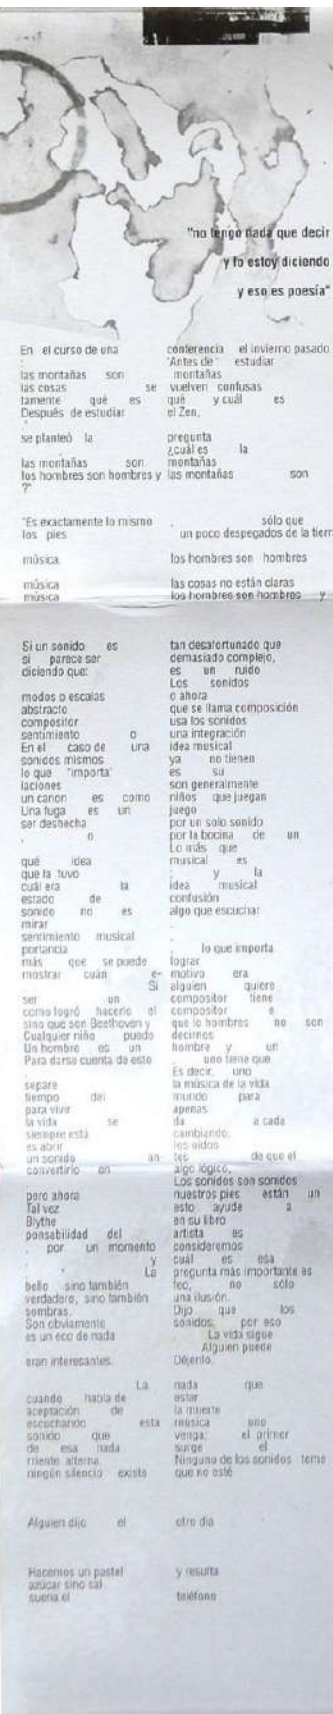 "no tengo nada que decir
y lo estoy diciendo
y eso es poesía"
En el curso de una conferencia el invierno pasado
"Antes de estudiar
las montañas son montañas
las cosas se vuelven confusas
tamente qué es qué y cuál es
Después de estudiar el Zen,
se planteó la pregunta
¿cuál es la
las montañas son montañas
los hombres son hombres y las montañas son
?"
"Es exactamente lo mismo , sólo que
los pies un poco despegados de la tierra
música. los hombres son hombres
música las cosas no están claras
música los hombres son hombres y
Si un sonido es tan desafortunado que
si parece ser demasiado complejo,
diciendo que: es un ruido
Los sonidos
modos o escalas o ahora
abstracto que se llama composición
compositor usa los sonidos
sentimiento o una integración
En el caso de una idea musical
sonidos mismos ya no tienen
lo que "importa" es su
laciones son generalmente
un canon es como niños que juegan
Una fuga es un juego
ser deshecha por un solo sonido
, o por la bocina de un
Lo más que
qué idea musical es
que la tuvo ; y la
cuál era la idea musical
estado de confusión
sonido no es algo que escuchar
mirar .
sentimiento musical .
portancia , lo que importa
más que se puede lograr
mostrar cuán e- motivo era
Si alguien quiere
ser un compositor tiene
como logró hacerlo el compositor e
sino que son Beethoven y que lo hombres no son
Cualquier niño puede decirnos
Un hombre es un hombre y un
Para darse cuenta de esto , uno tiene que
Es decir, uno
separe la música de la vida
tiempo del mundo para
para vivir apenas.
la vida se da a cada
siempre está cambiando.
es abrir los oídos
un sonido an tes de que el
convertirlo en algo lógico,
Los sonidos son sonidos
pero ahora nuestros pies están un
Tal vez esto ayude a
Blythe en su libro
ponsabilidad del artista es
. por un momento consideremos
y cuál es esa
." La pregunta más importante es
bello sino también feo, no sólo
verdadero, sino también una ilusión.
sombras. Dijo que los
Son obviamente sonidos, por eso
es un eco de nada La vida sigue
Alguien puede
eran interesantes. Déjenlo.
La nada que
cuando habla de estar
aceptación de la muerte
escuchando esta música uno
sonido que venga; el primer
de esa nada surge el
mente alterna. Ninguno de los sonidos teme
ningún silencio existe que no esté
Alguien dijo el otro día
Hacemos un pastel y resulta
azúcar sino sal
suena el teléfono